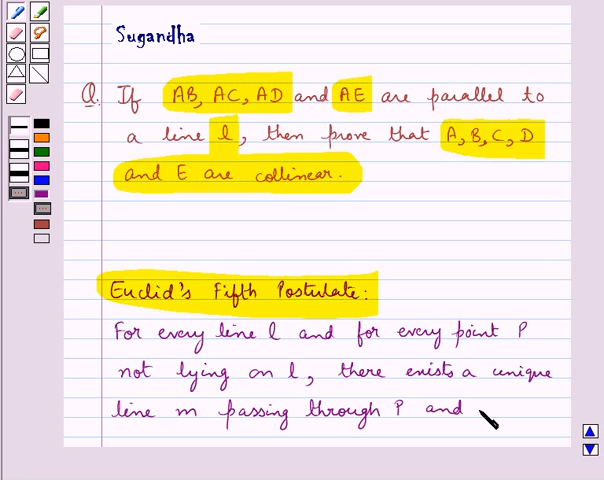 Sugandha
Q. If AB, AC, AD and AE are parallel to
a line l, then prove that A, B, C, D
and E are collinear.
Euclid's Fifth Postulate:
For every line l and for every point P
not lying on l, there exists a unique
line m passing through P and